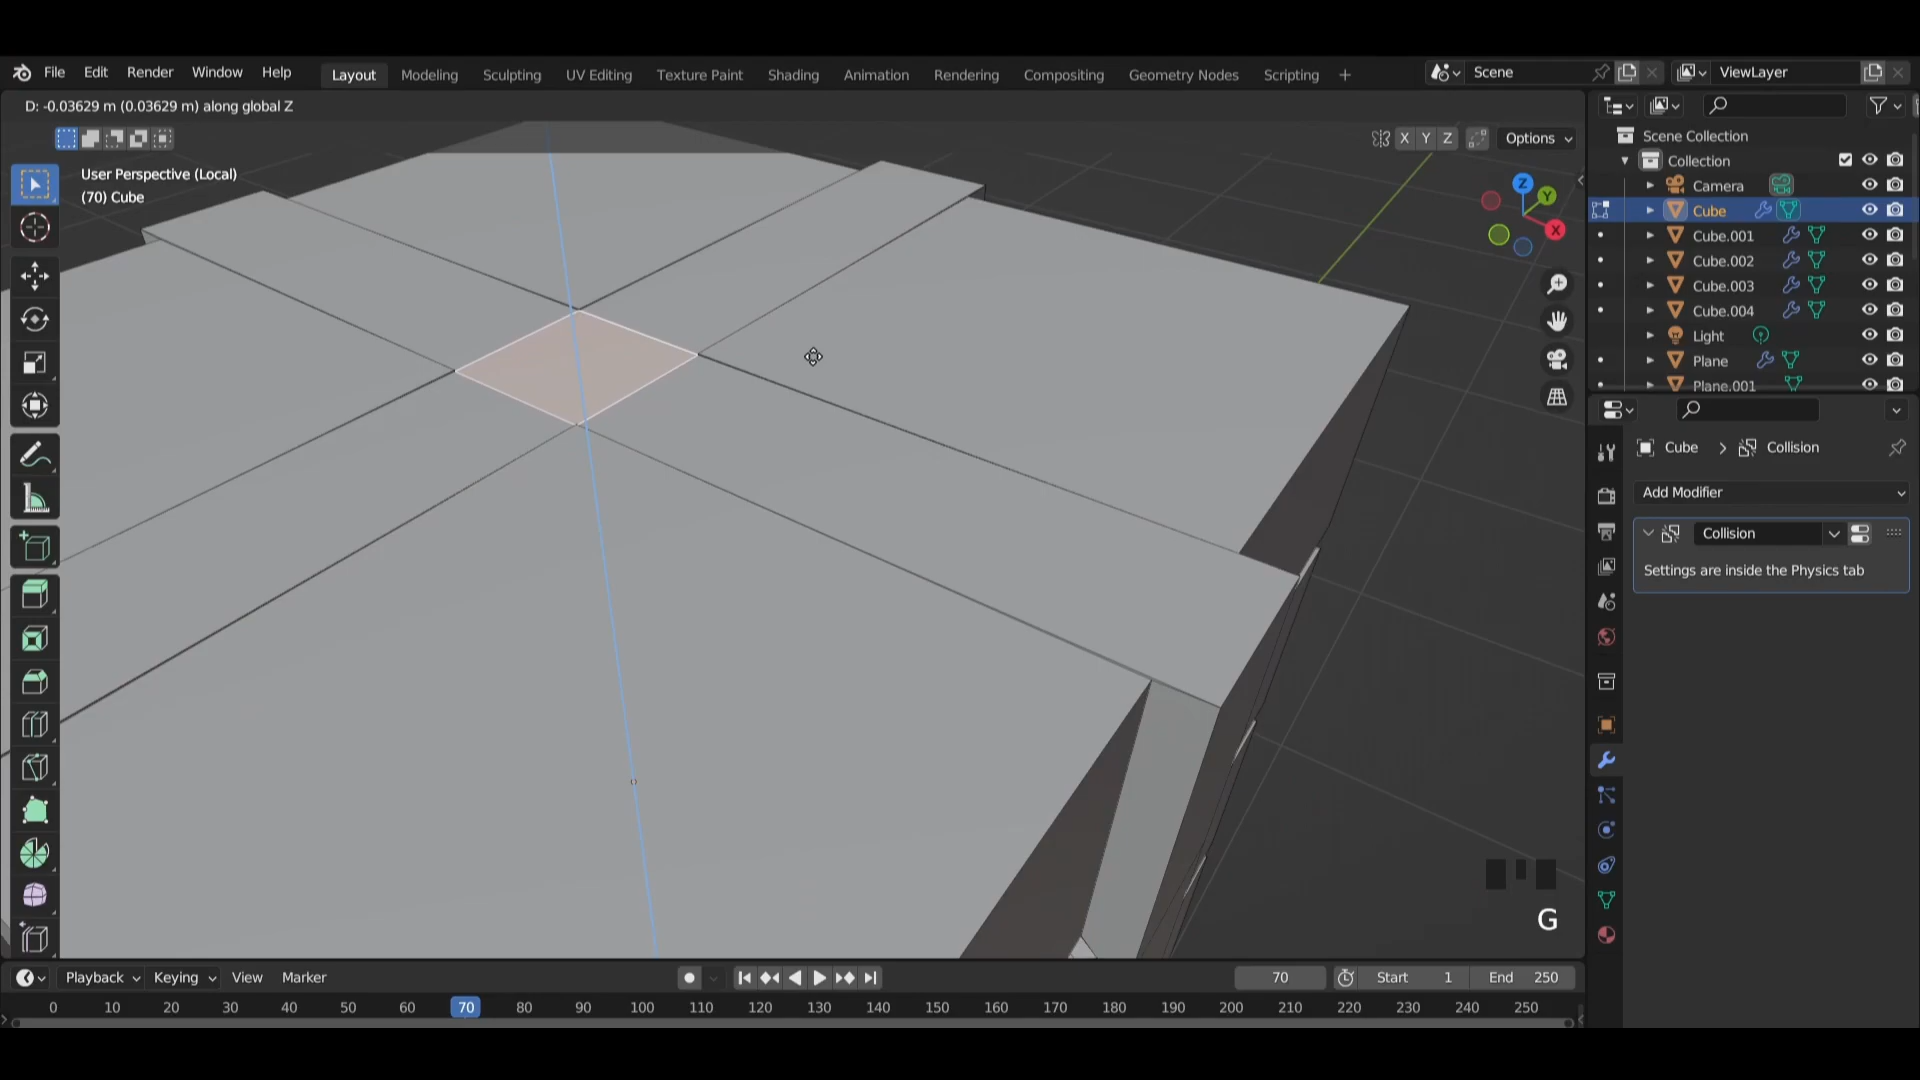 File Edit Render Window Help Layout Modeling Sculpting UV Editing Texture Paint Shading Animation Rendering Compositing Geometry Nodes Scripting + Scene ViewLayer
D: -0.03629 m (0.03629 m) along global Z
X Y Z Options
User Perspective (Local)
(70) Cube
Z
Y
X
Scene Collection
Collection
Camera
Cube
Cube.001
Cube.002
Cube.003
Cube.004
Light
Plane
Plane.001
Cube > Collision
Add Modifier
Collision
Settings are inside the Physics tab
G
Playback Keying View Marker 70 Start 1 End 250
0 10 20 30 40 50 60 70 80 90 100 110 120 130 140 150 160 170 180 190 200 210 220 230 240 250